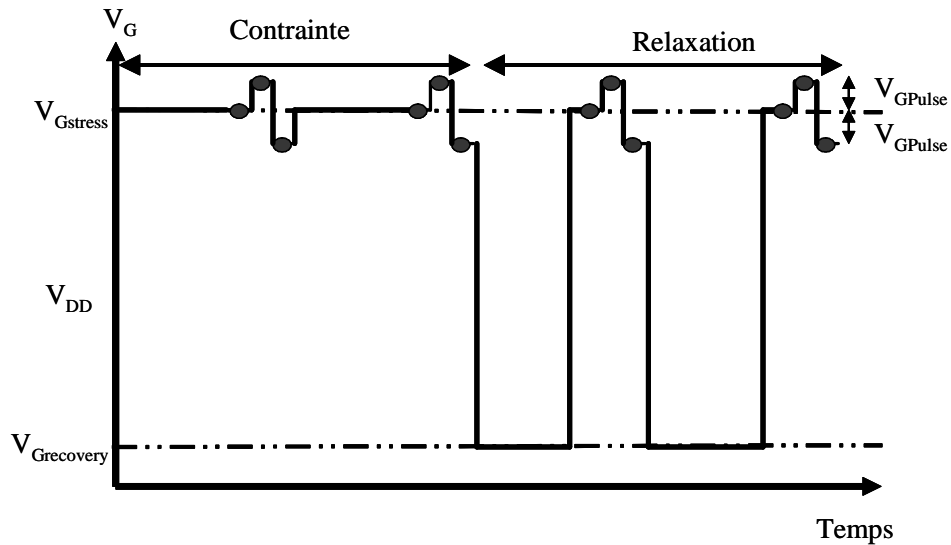 V_G
Contrainte
Relaxation
V_Gstress
V_GPulse
V_GPulse
V_DD
V_Grecovery
Temps